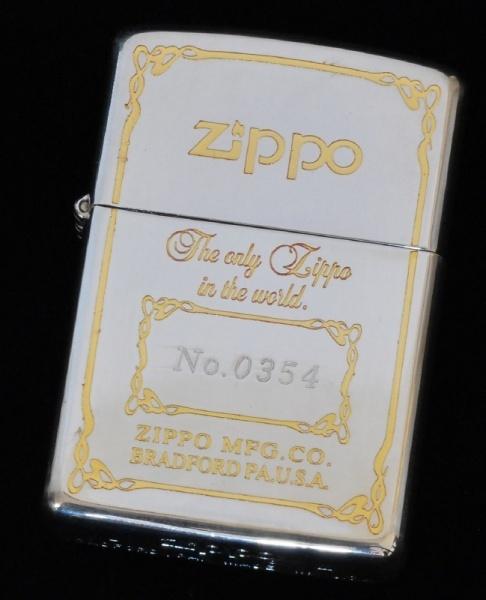 zippo
The only Zippo
in the world.
No.0354
ZIPPO MFG.CO.
BRADFORD PA.U.S.A.